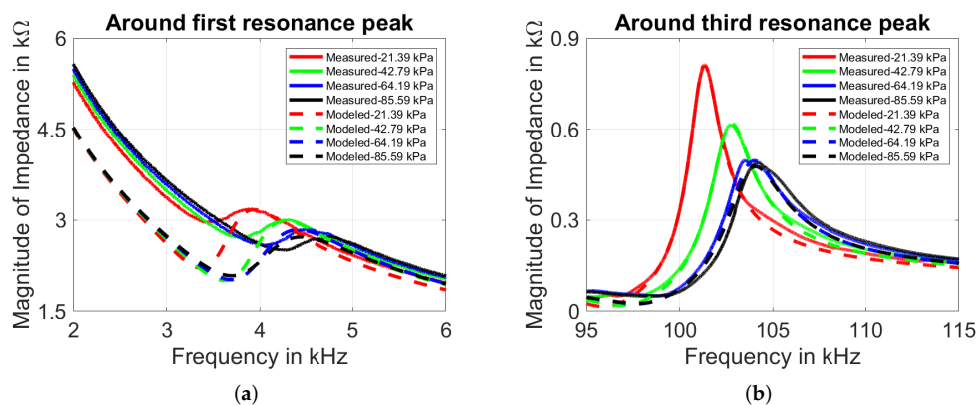 Around first resonance peak
Magnitude of Impedance in kΩ
6
4.5
3
1.5
Measured-21.39 kPa
Measured-42.79 kPa
Measured-64.19 kPa
Measured-85.59 kPa
Modeled-21.39 kPa
Modeled-42.79 kPa
Modeled-64.19 kPa
Modeled-85.59 kPa
2 3 4 5 6
Frequency in kHz
(a)
Around third resonance peak
Magnitude of Impedance in kΩ
0.9
0.6
0.3
0
Measured-21.39 kPa
Measured-42.79 kPa
Measured-64.19 kPa
Measured-85.59 kPa
Modeled-21.39 kPa
Modeled-42.79 kPa
Modeled-64.19 kPa
Modeled-85.59 kPa
95 100 105 110 115
Frequency in kHz
(b)